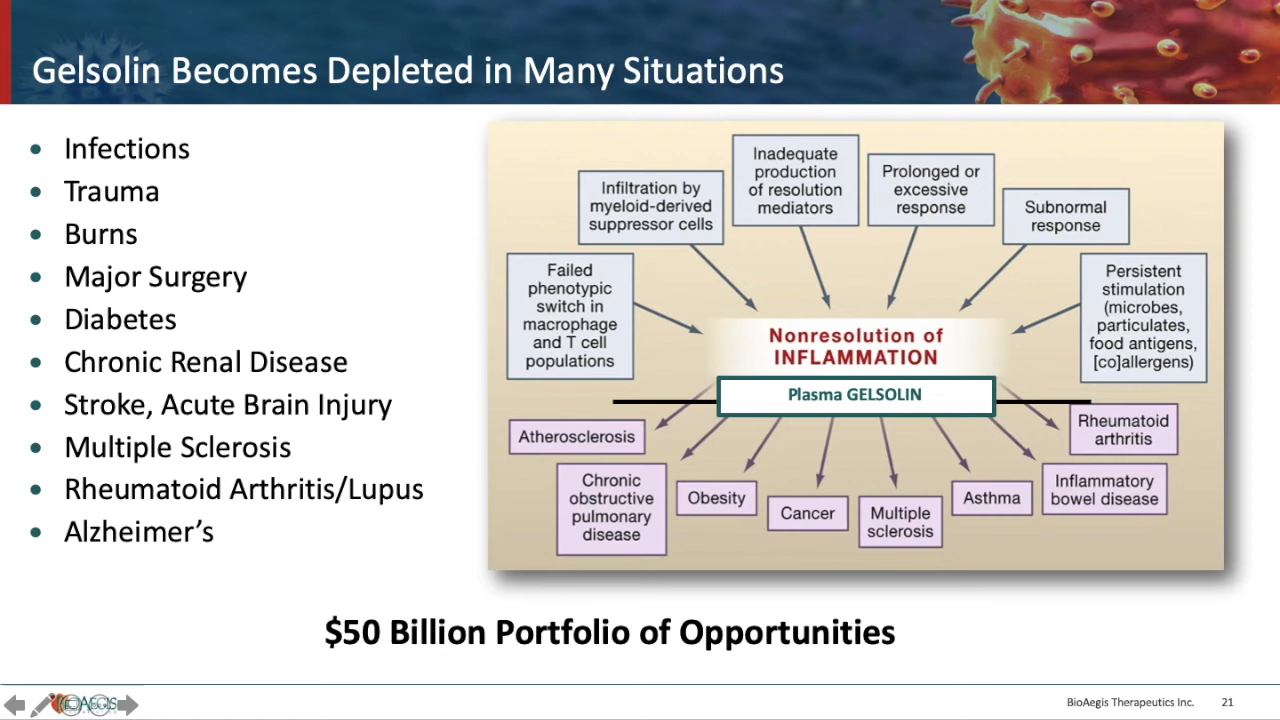 Gelsolin Becomes Depleted in Many Situations
• Infections
• Trauma
• Burns
• Major Surgery
• Diabetes
• Chronic Renal Disease
• Stroke, Acute Brain Injury
• Multiple Sclerosis
• Rheumatoid Arthritis/Lupus
• Alzheimer’s
Failed
phenotypic
switch in
macrophage
and T cell
populations
Infiltration by
myeloid-derived
suppressor cells
Inadequate
production
of resolution
mediators
Prolonged or
excessive
response
Subnormal
response
Persistent
stimulation
(microbes,
particulates,
food antigens,
[co]allergens)
Nonresolution of
INFLAMMATION
Plasma GELSOLIN
Atherosclerosis
Chronic
obstructive
pulmonary
disease
Obesity
Cancer
Multiple
sclerosis
Asthma
Inflammatory
bowel disease
Rheumatoid
arthritis
$50 Billion Portfolio of Opportunities
BioAegis Therapeutics Inc.
21